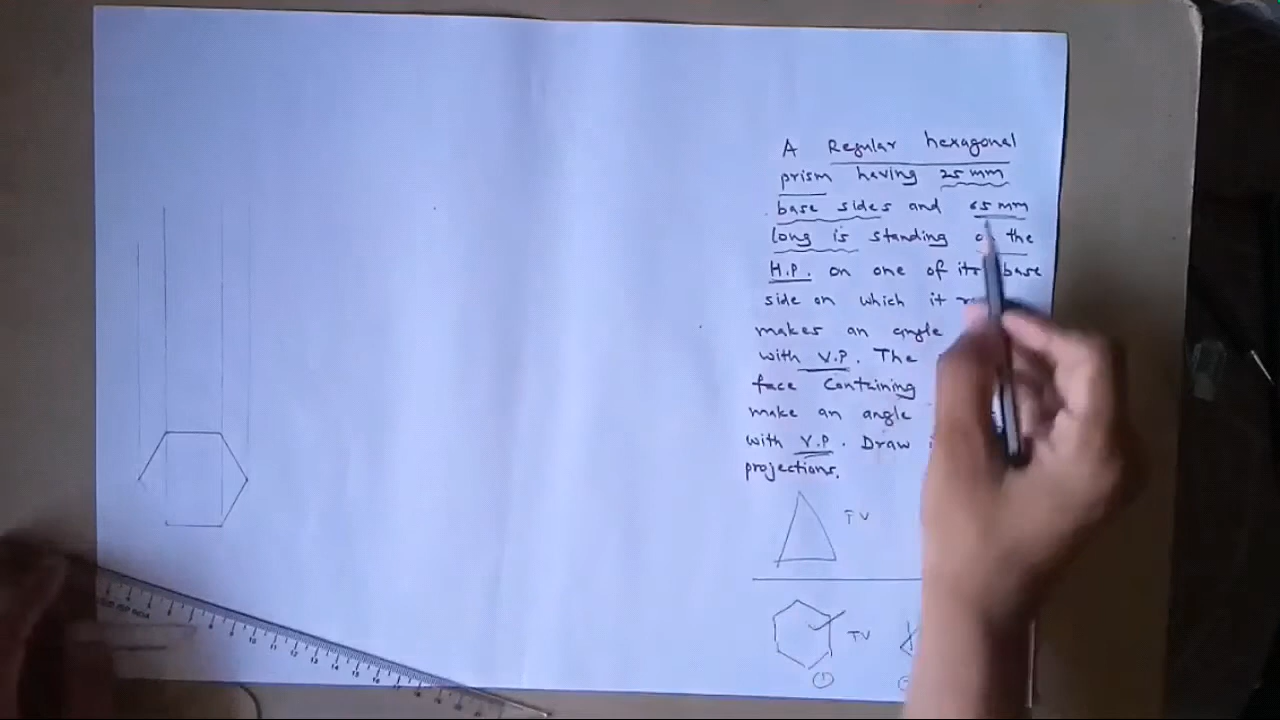 A Regular hexagonal
prism having 25 mm
base sides and 65 mm
long is standing the
H.P. on one of its base
side on which it
makes an angle
with V.P. The
face containing
make an angle
with V.P. Draw
projections.
TV
TV
1